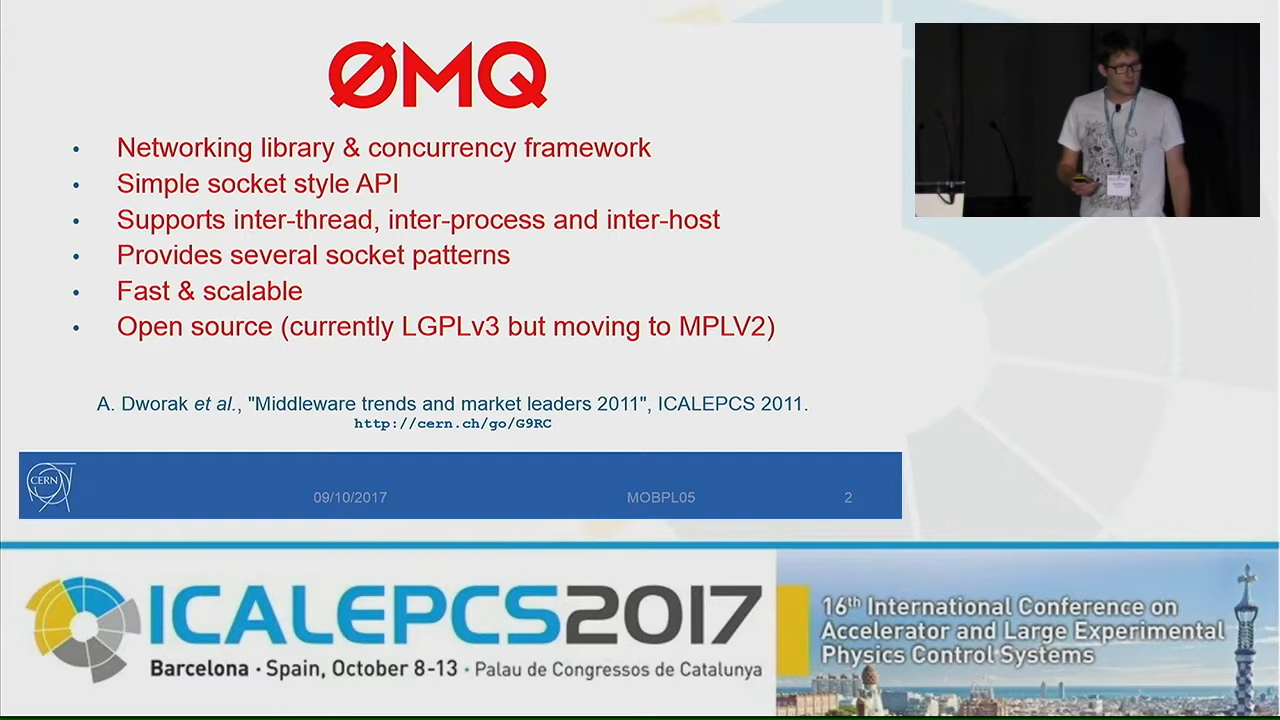 ØMQ
• Networking library & concurrency framework
• Simple socket style API
• Supports inter-thread, inter-process and inter-host
• Provides several socket patterns
• Fast & scalable
• Open source (currently LGPLv3 but moving to MPLV2)
A. Dworak et al., "Middleware trends and market leaders 2011", ICALEPCS 2011.
http://cern.ch/go/G9RC
CERN
09/10/2017
MOBPL05
2
ICALEPCS2017
Barcelona · Spain, October 8-13 · Palau de Congressos de Catalunya
16th International Conference on
Accelerator and Large Experimental
Physics Control Systems